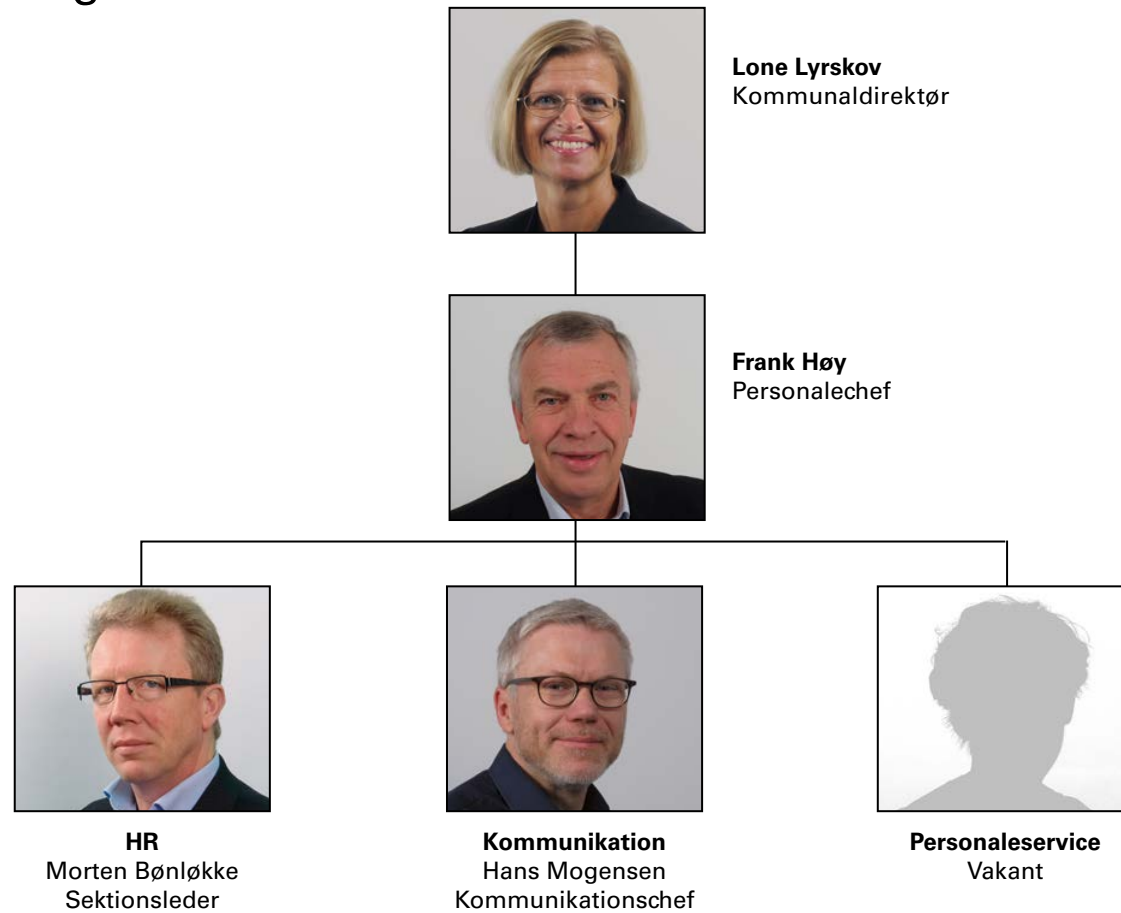 Lone Lyrskov
Kommunaldirektør
Frank Høy
Personalechef
HR
Morten Bønløkke
Sektionsleder
Kommunikation
Hans Mogensen
Kommunikationschef
Personaleservice
Vakant